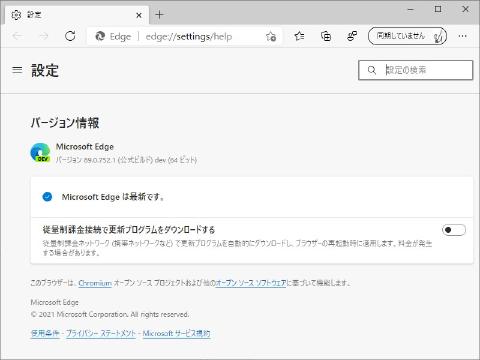 設定
Edge
edge://settings/help
同期していません
設定
設定の検索
バージョン情報
Microsoft Edge
DEV
バージョン 89.0.752.1 (公式ビルド) dev (64 ビット)
Microsoft Edge は最新です。
従量制課金接続で更新プログラムをダウンロードする
従量制課金ネットワーク (携帯ネットワークなど) で更新プログラムを自動的にダウンロードし、ブラウザーの再起動時に適用します。料金が発生
する場合があります。
このブラウザーは、Chromium オープン ソース プロジェクトおよび他のオープン ソース ソフトウェアに基づいて機能します。
Microsoft Edge
© 2021 Microsoft Corporation. All rights reserved.
使用条件 - プライバシー ステートメント - Microsoft サービス規約